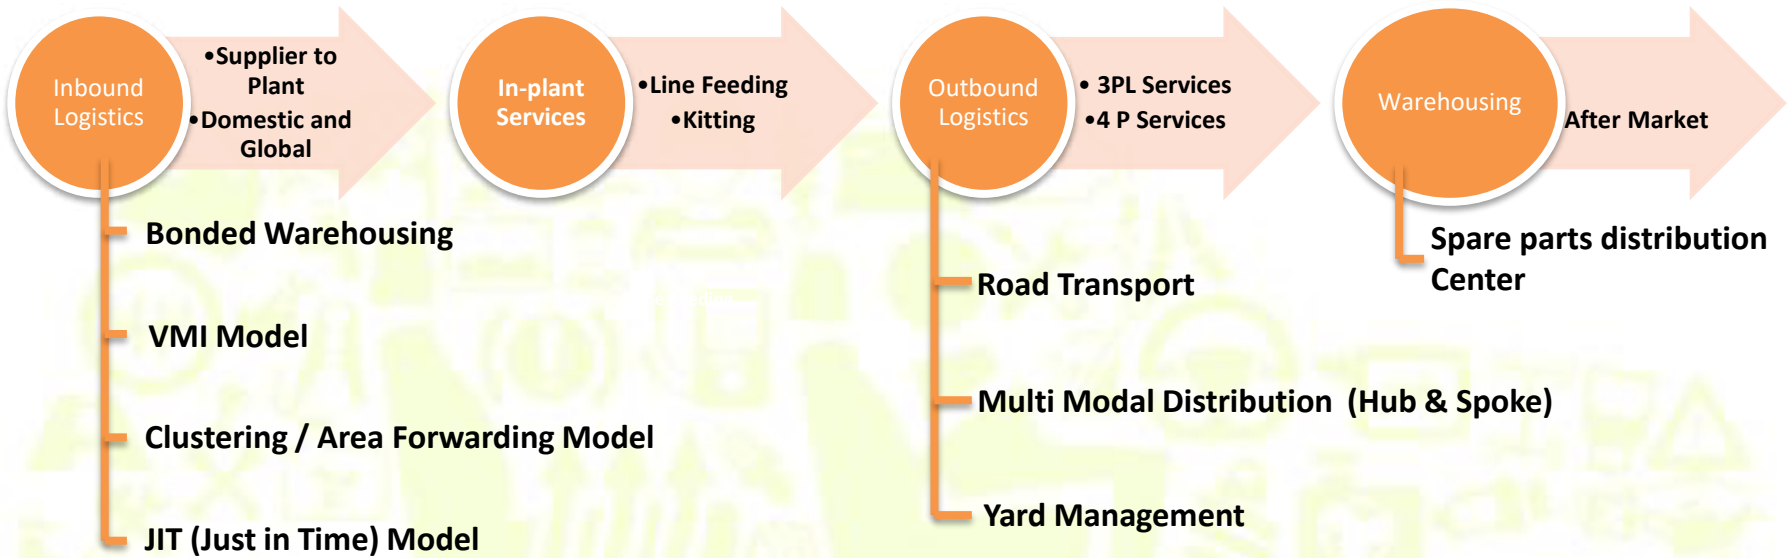 Inbound
Logistics
•Supplier to
Plant
•Domestic and
Global
In-plant
Services
•Line Feeding
•Kitting
Outbound
Logistics
• 3PL Services
•4 P Services
Warehousing
After Market
Bonded Warehousing
VMI Model
Clustering / Area Forwarding Model
JIT (Just in Time) Model
Road Transport
Multi Modal Distribution (Hub & Spoke)
Yard Management
Spare parts distribution
Center